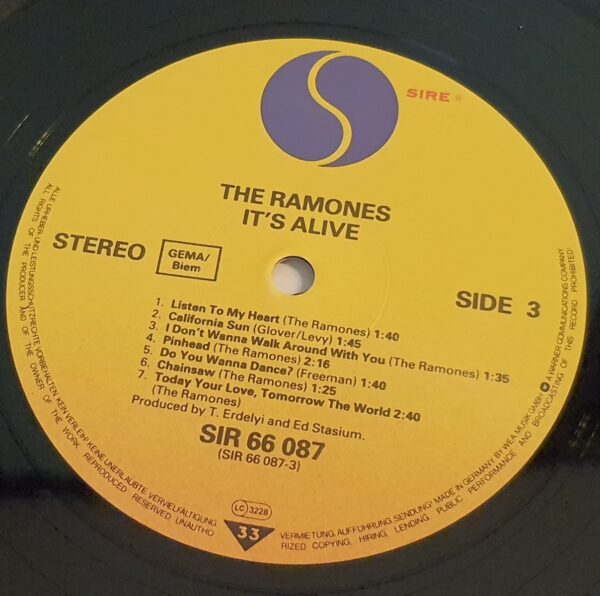 SIRE ®
THE RAMONES
IT'S ALIVE
STEREO
GEMA/
Biem
SIDE 3
1. Listen To My Heart (The Ramones) 1:40
2. California Sun (Glover/Levy) 1:45
3. I Don't Wanna Walk Around With You (The Ramones) 1:35
4. Pinhead (The Ramones) 2:16
5. Do You Wanna Dance? (Freeman) 1:40
6. Chainsaw (The Ramones) 1:25
7. Today Your Love, Tomorrow The World 2:40
(The Ramones)
Produced by T. Erdelyi and Ed Stasium.
SIR 66 087
(SIR 66 087-3)
LC 3228
33
ALLE URHEBER-UND LEISTUNGSSCHUTZRECHTE VORBEHALTEN. KEIN VERLEIH! KEINE UNERLAUBTE VERVIELFÄLTIGUNG
VERMIETUNG, AUFFÜHRUNG, SENDUNG! MADE IN GERMANY BY WEA MUSIK GMBH A WARNER COMMUNICATIONS COMPANY
ALL RIGHTS OF THE PRODUCER AND OF THE OWNER OF THE WORK REPRODUCED RESERVED UNAUTHO
RIZED COPYING, HIRING, LENDING, PUBLIC PERFORMANCE AND BROADCASTING OF THIS RECORD PROHIBITED